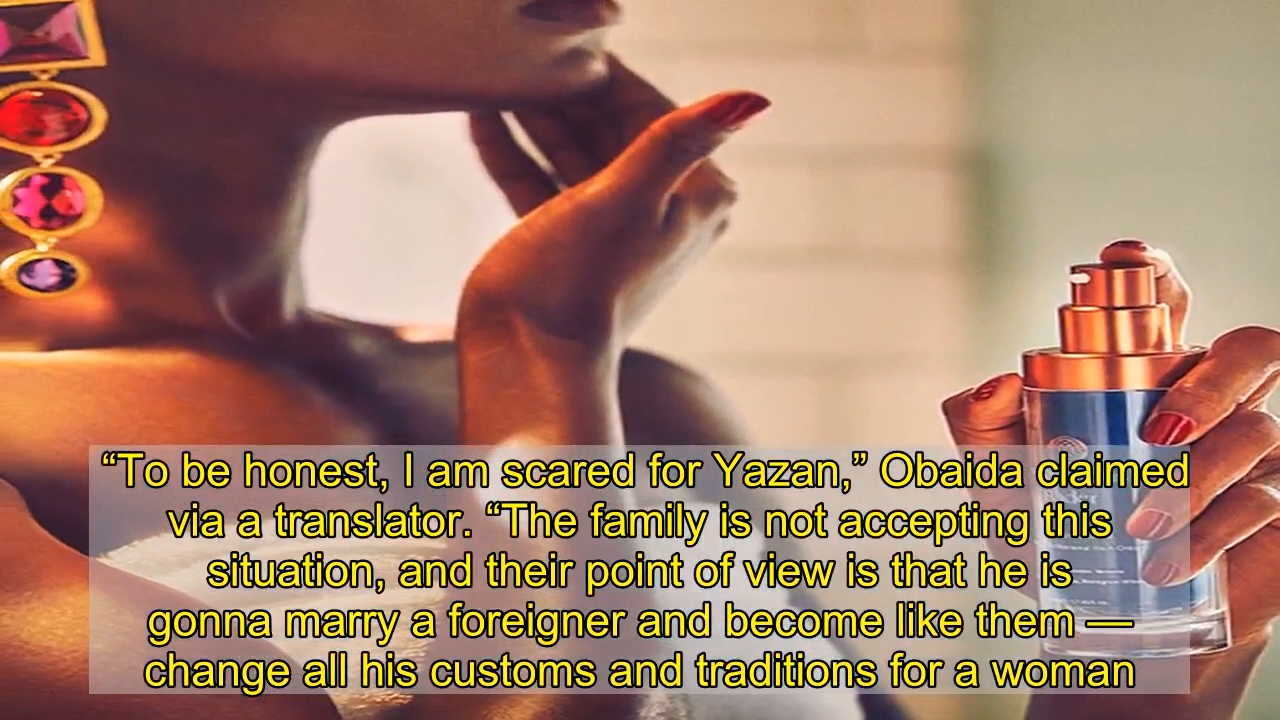 “To be honest, I am scared for Yazan,” Obaida claimed
via a translator. “The family is not accepting this
situation, and their point of view is that he is
gonna marry a foreigner and become like them —
change all his customs and traditions for a woman